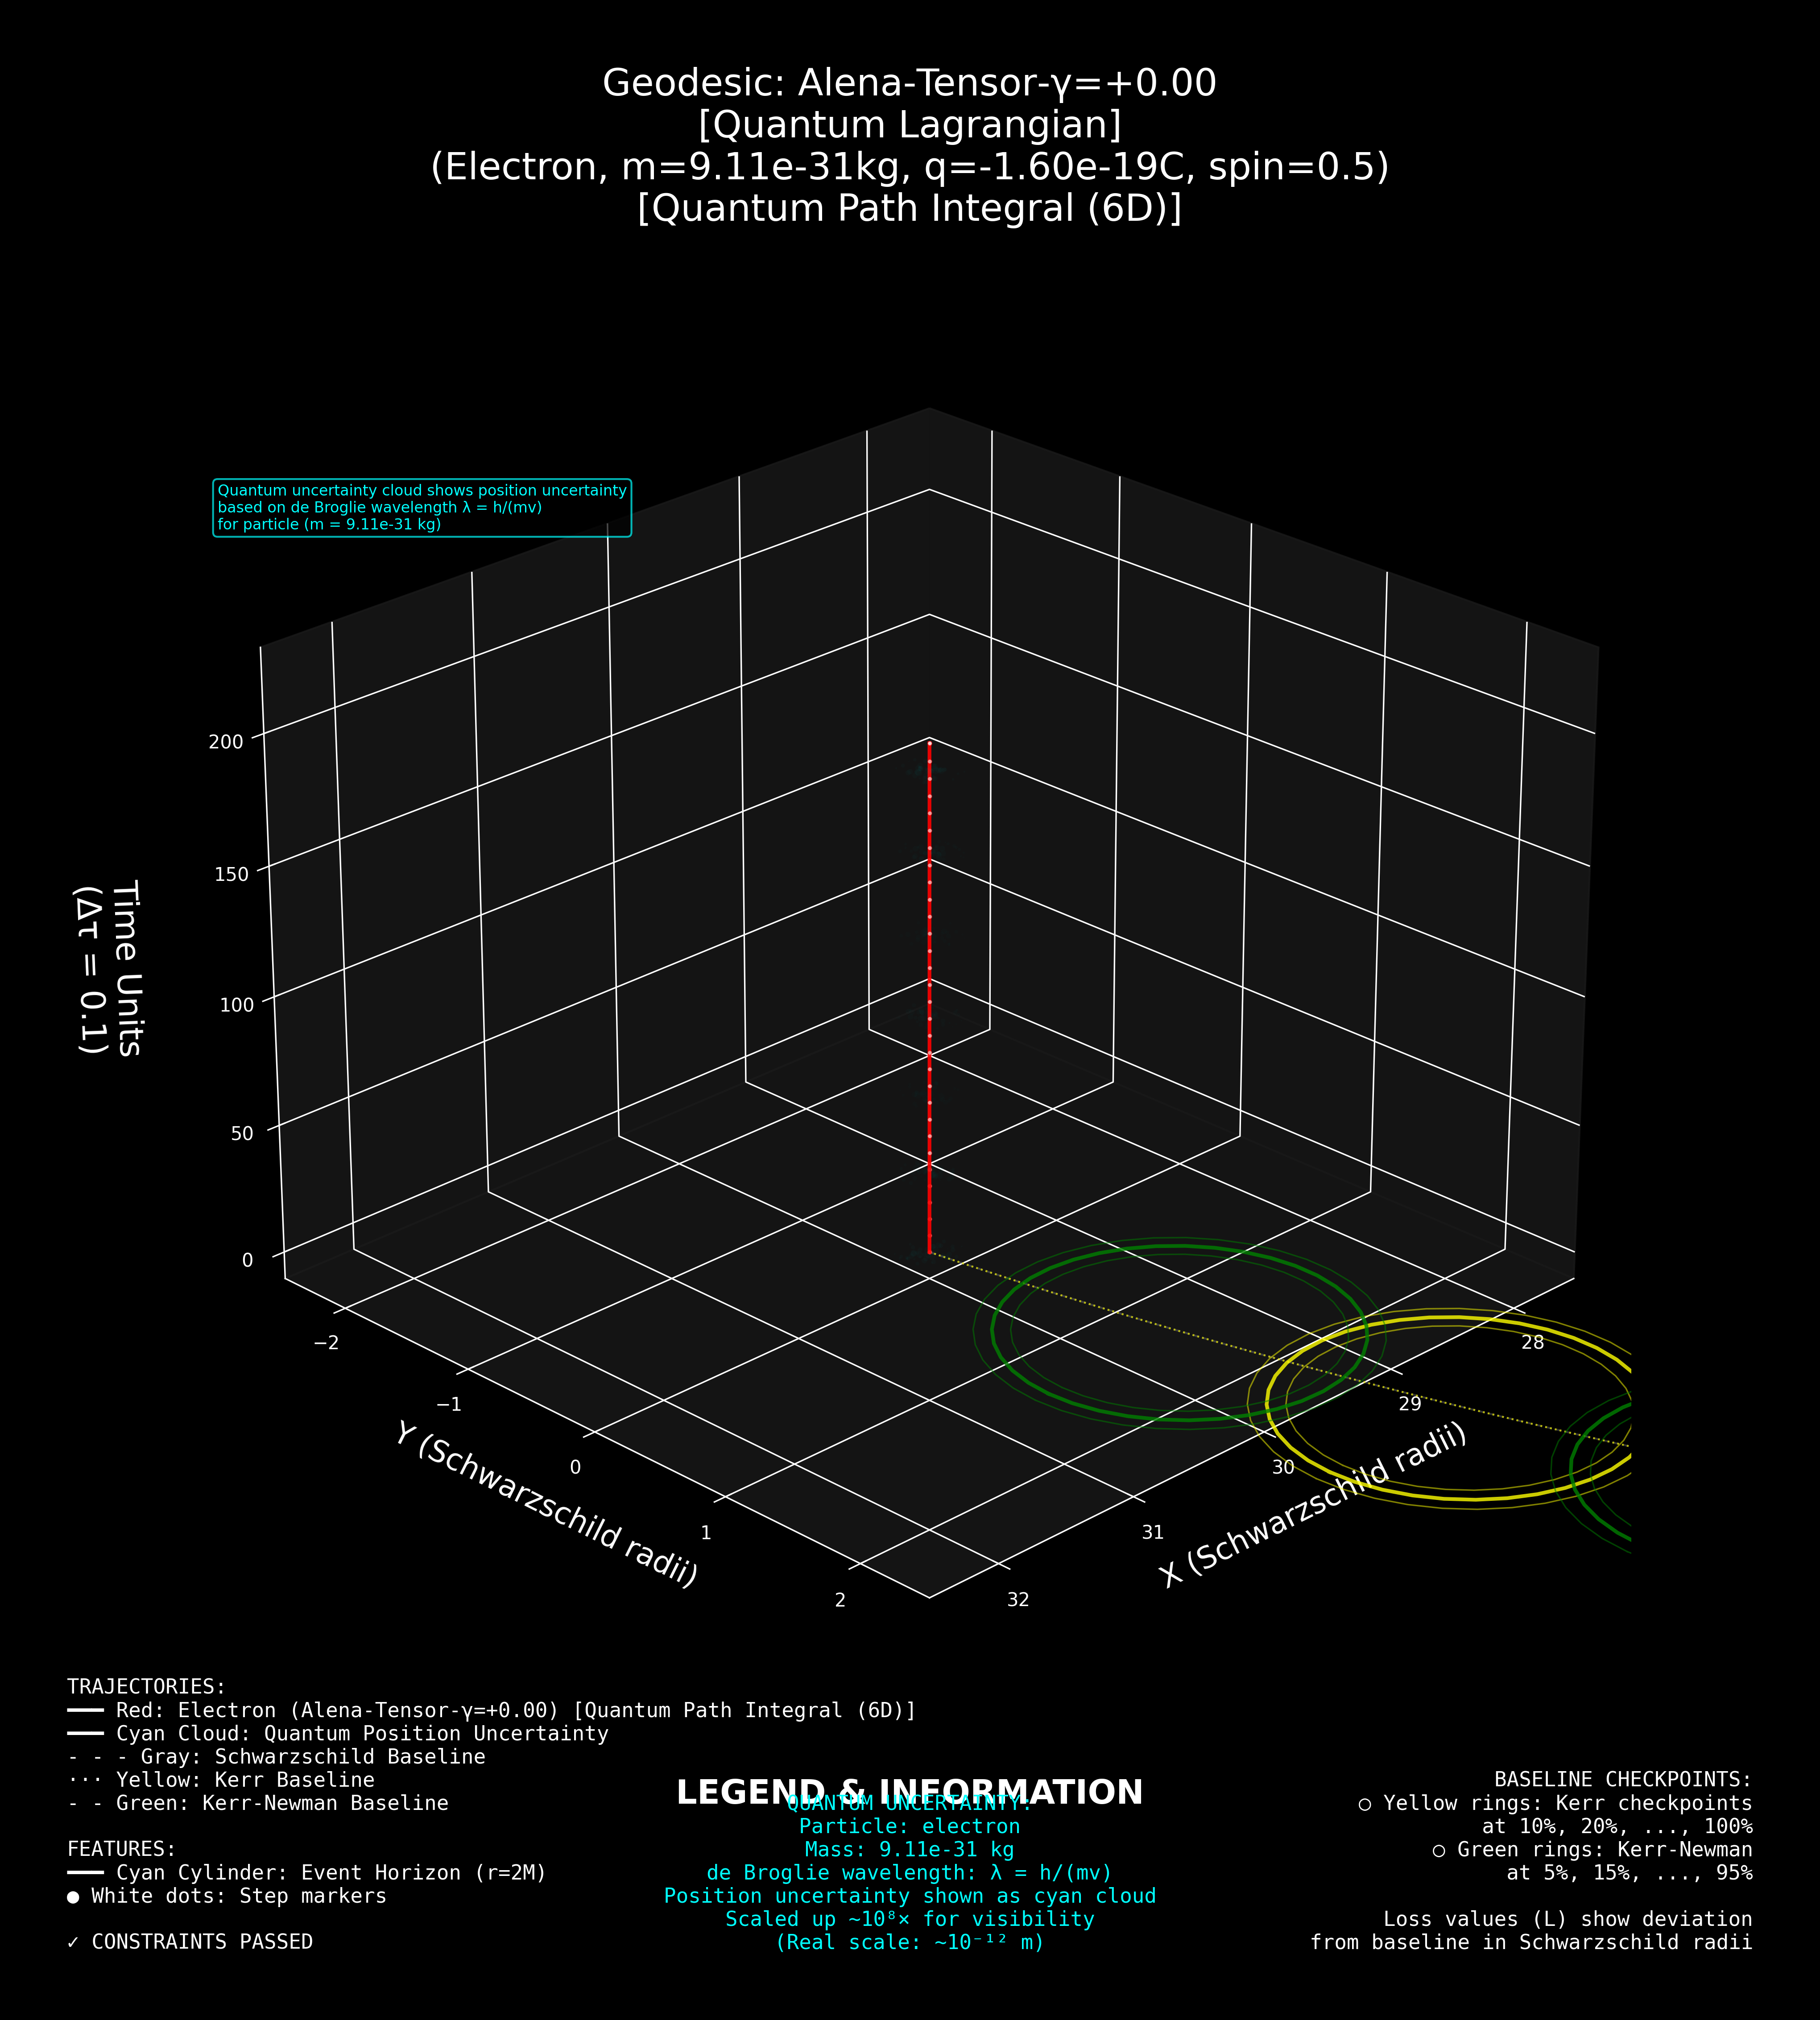 Geodesic: Alena-Tensor-γ=+0.00
[Quantum Lagrangian]
(Electron, m=9.11e-31kg, q=-1.60e-19C, spin=0.5)
[Quantum Path Integral (6D)]
Quantum uncertainty cloud shows position uncertainty
based on de Broglie wavelength λ = h/(mv)
for particle (m = 9.11e-31 kg)
200
150
100
50
0
Time Units
(Δτ = 0.1)
−2
−1
0
1
2
Y (Schwarzschild radii)
28
29
30
31
32
X (Schwarzschild radii)
TRAJECTORIES:
Red: Electron (Alena-Tensor-γ=+0.00) [Quantum Path Integral (6D)]
Cyan Cloud: Quantum Position Uncertainty
- - - Gray: Schwarzschild Baseline
··· Yellow: Kerr Baseline
- - Green: Kerr-Newman Baseline
FEATURES:
Cyan Cylinder: Event Horizon (r=2M)
● White dots: Step markers
✓ CONSTRAINTS PASSED
LEGEND & INFORMATION
QUANTUM UNCERTAINTY:
Particle: electron
Mass: 9.11e-31 kg
de Broglie wavelength: λ = h/(mv)
Position uncertainty shown as cyan cloud
Scaled up ~10⁸× for visibility
(Real scale: ~10⁻¹² m)
BASELINE CHECKPOINTS:
○ Yellow rings: Kerr checkpoints
at 10%, 20%, ..., 100%
○ Green rings: Kerr-Newman
at 5%, 15%, ..., 95%
Loss values (L) show deviation
from baseline in Schwarzschild radii